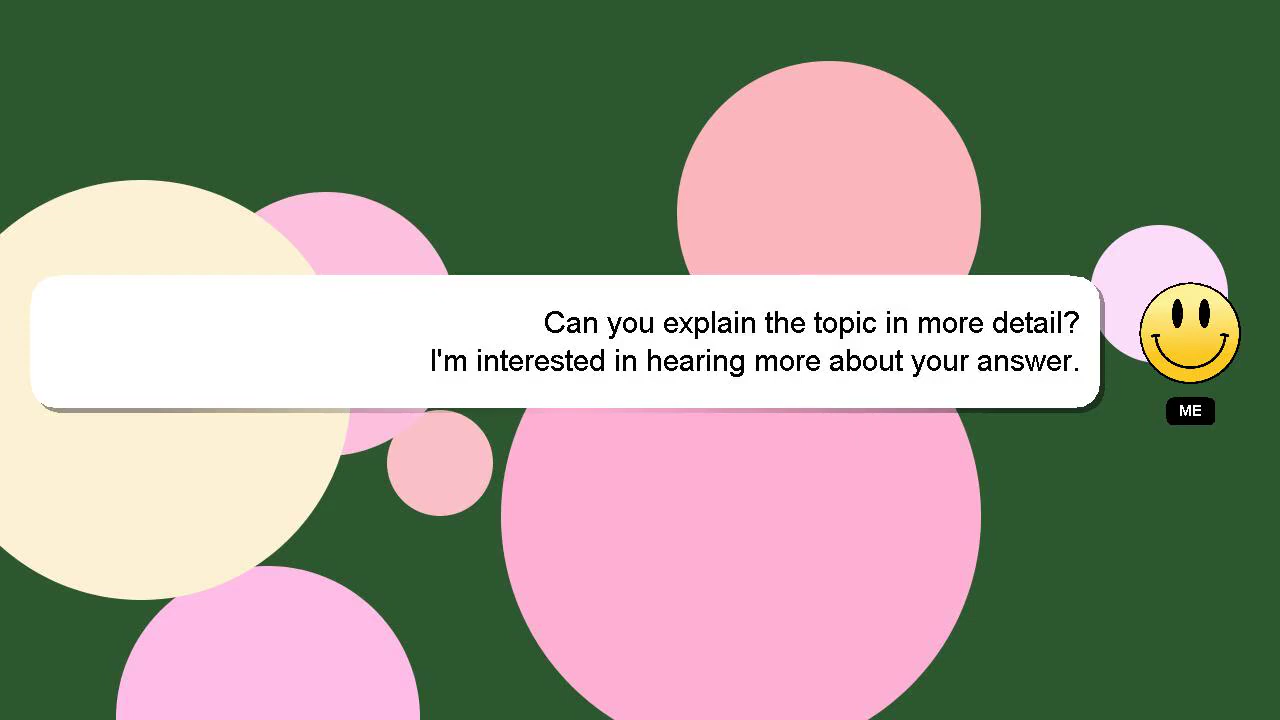 Can you explain the topic in more detail?
I'm interested in hearing more about your answer.
ME